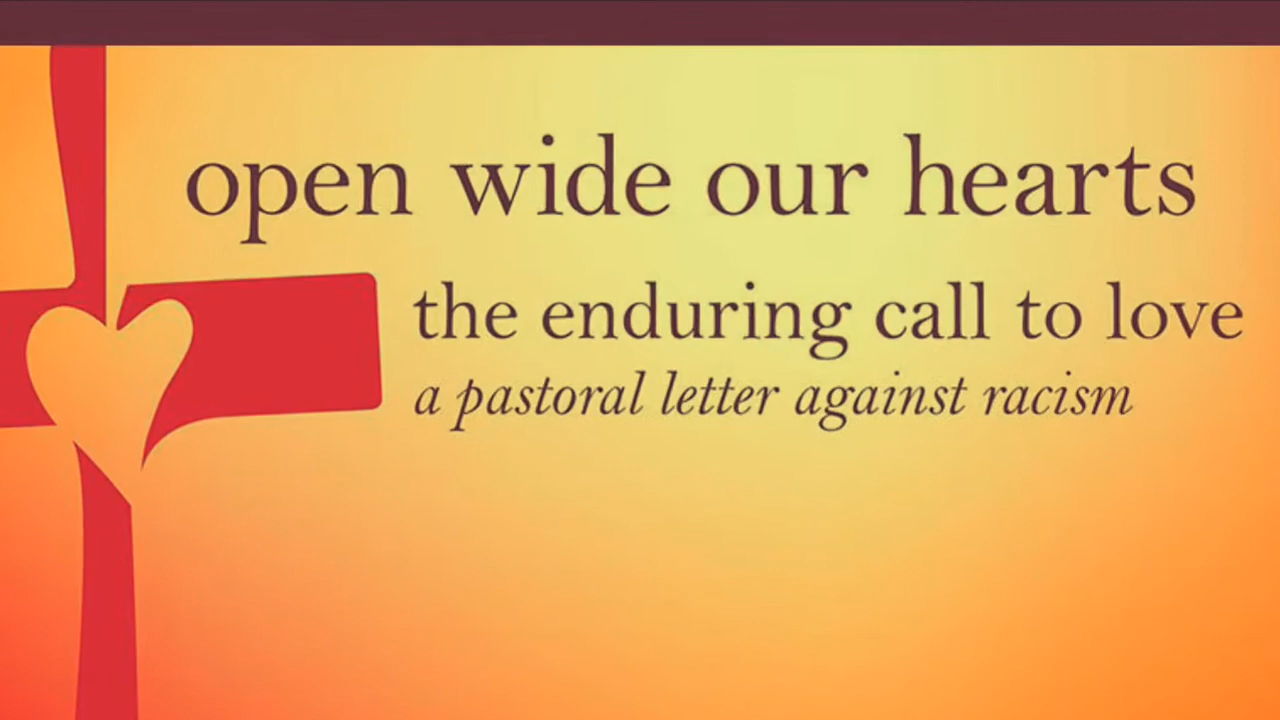 open wide our hearts
the enduring call to love
a pastoral letter against racism